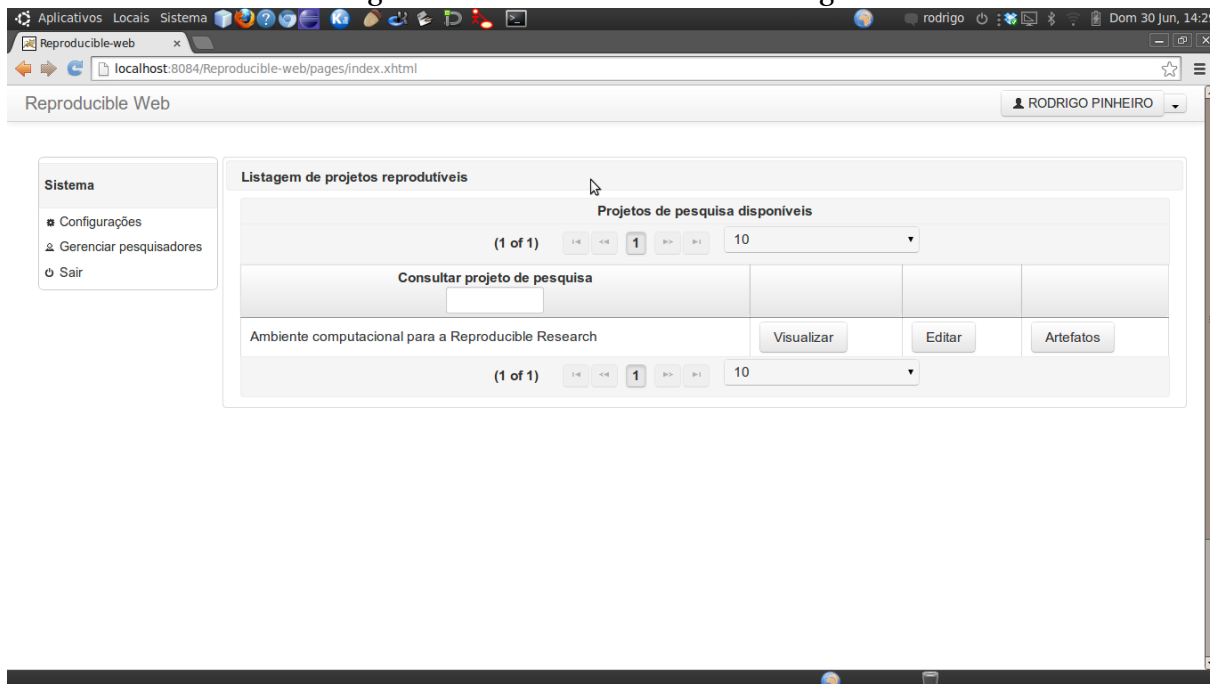 Aplicativos Locais Sistema
rodrigo
Dom 30 Jun, 14:2
Reproducible-web
localhost:8084/Reproducible-web/pages/index.xhtml
Reproducible Web
RODRIGO PINHEIRO
Sistema
Configurações
Gerenciar pesquisadores
Sair
Listagem de projetos reprodutíveis
Projetos de pesquisa disponíveis
(1 of 1) 1 10
Consultar projeto de pesquisa
Ambiente computacional para a Reproducible Research Visualizar Editar Artefatos
(1 of 1) 1 10